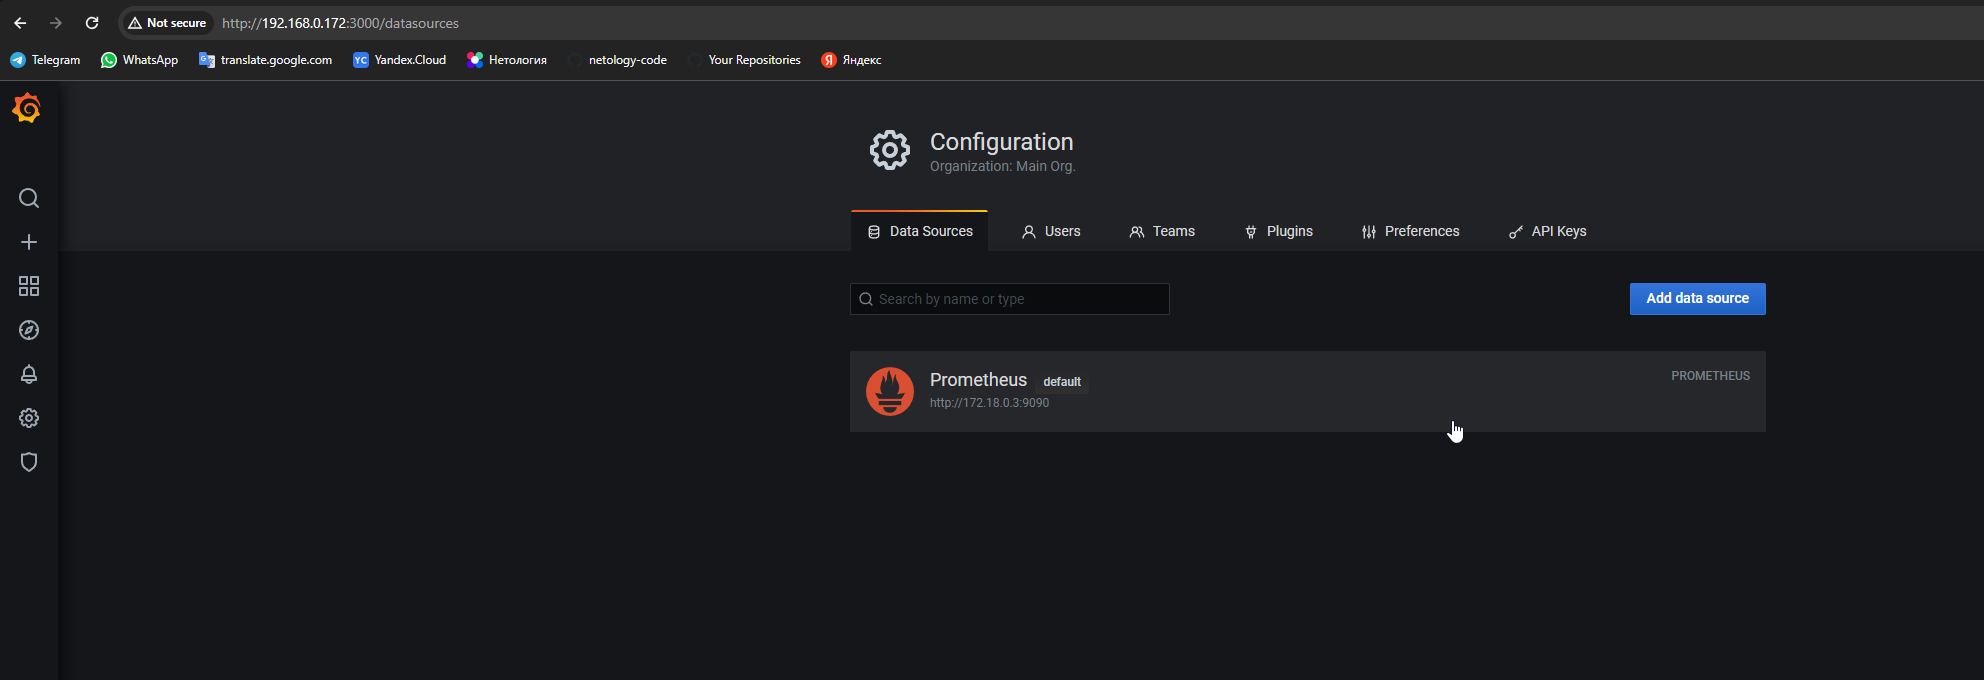 Not secure http://192.168.0.172:3000/datasources
Telegram WhatsApp translate.google.com YC Yandex.Cloud Нетология netology-code Your Repositories Я Яндекс
Configuration
Organization: Main Org.
Data Sources Users Teams Plugins Preferences API Keys
Search by name or type Add data source
Prometheus default PROMETHEUS
http://172.18.0.3:9090